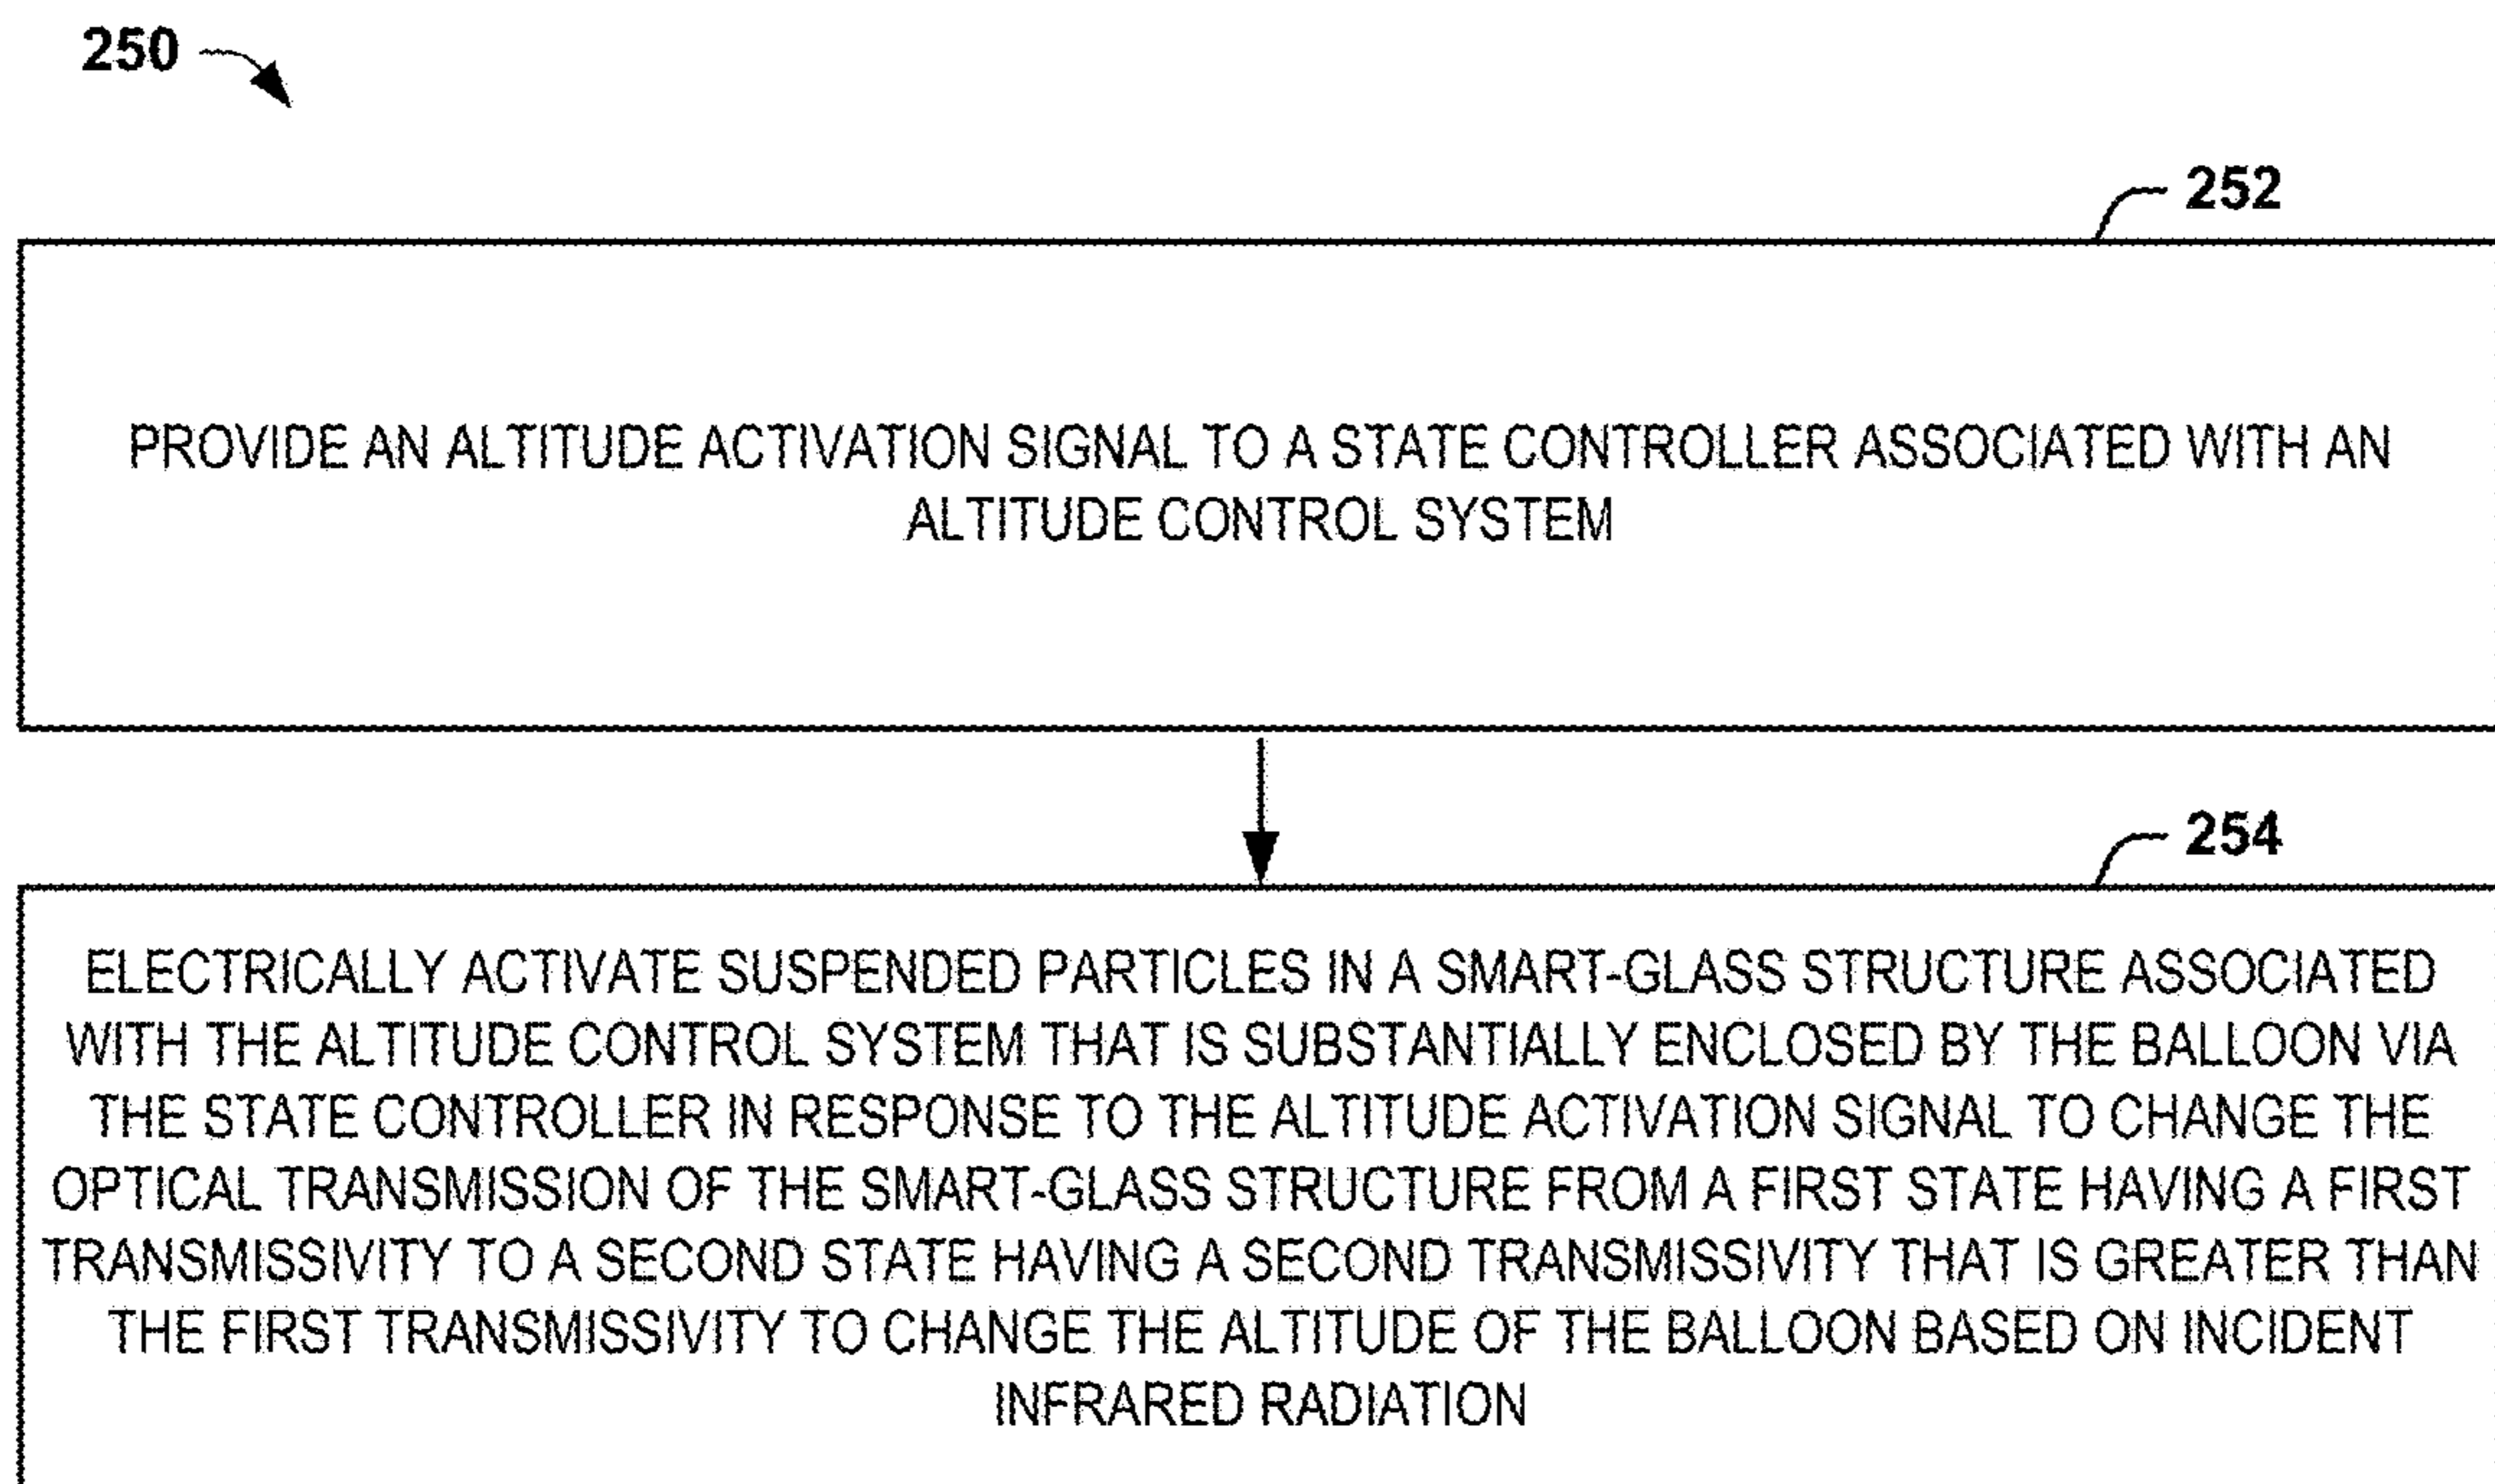 250
252
PROVIDE AN ALTITUDE ACTIVATION SIGNAL TO A STATE CONTROLLER ASSOCIATED WITH AN
ALTITUDE CONTROL SYSTEM
254
ELECTRICALLY ACTIVATE SUSPENDED PARTICLES IN A SMART-GLASS STRUCTURE ASSOCIATED
WITH THE ALTITUDE CONTROL SYSTEM THAT IS SUBSTANTIALLY ENCLOSED BY THE BALLOON VIA
THE STATE CONTROLLER IN RESPONSE TO THE ALTITUDE ACTIVATION SIGNAL TO CHANGE THE
OPTICAL TRANSMISSION OF THE SMART-GLASS STRUCTURE FROM A FIRST STATE HAVING A FIRST
TRANSMISSIVITY TO A SECOND STATE HAVING A SECOND TRANSMISSIVITY THAT IS GREATER THAN
THE FIRST TRANSMISSIVITY TO CHANGE THE ALTITUDE OF THE BALLOON BASED ON INCIDENT
INFRARED RADIATION